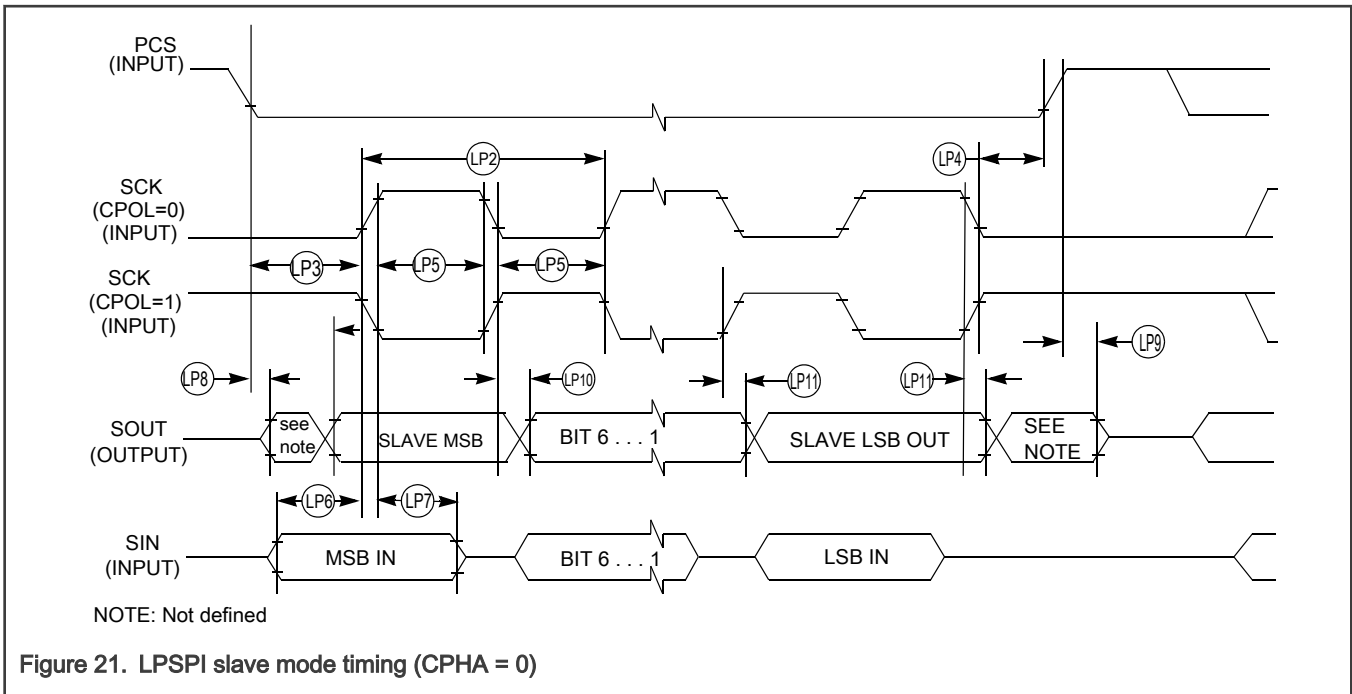 PCS
(INPUT)
LP2
LP4
SCK
(CPOL=0)
(INPUT)
LP3
LP5
LP5
SCK
(CPOL=1)
(INPUT)
LP9
LP8
LP10
LP11
LP11
SOUT
(OUTPUT)
see
note
SLAVE MSB
BIT 6 . . . 1
SLAVE LSB OUT
SEE
NOTE
LP6
LP7
SIN
(INPUT)
MSB IN
BIT 6 . . . 1
LSB IN
NOTE: Not defined
Figure 21. LPSPI slave mode timing (CPHA = 0)